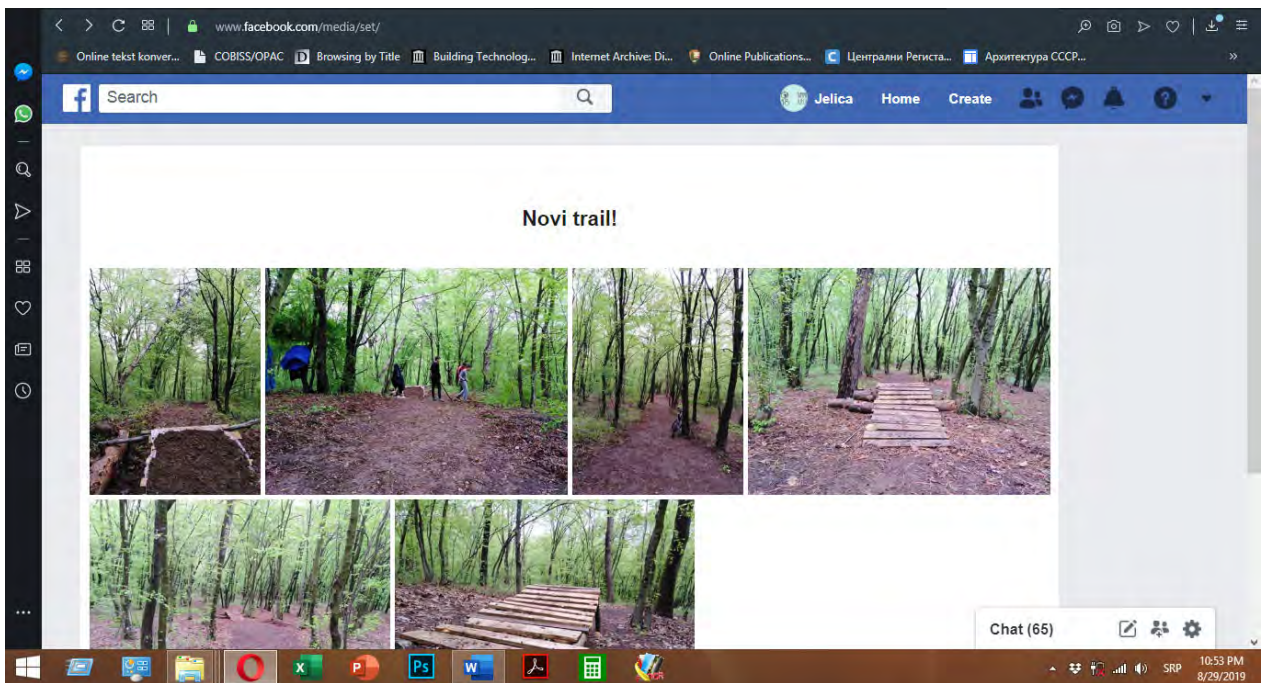 www.facebook.com/media/set/
Online tekst konver...
COBISS/OPAC
Browsing by Title
Building Technolog...
Internet Archive: Di...
Online Publications...
Централни Регистa...
Архитектура СССР...
»
f
Search
Jelica
Home
Create
Novi trail!
Chat (65)
SRP
10:53 PM
8/29/2019